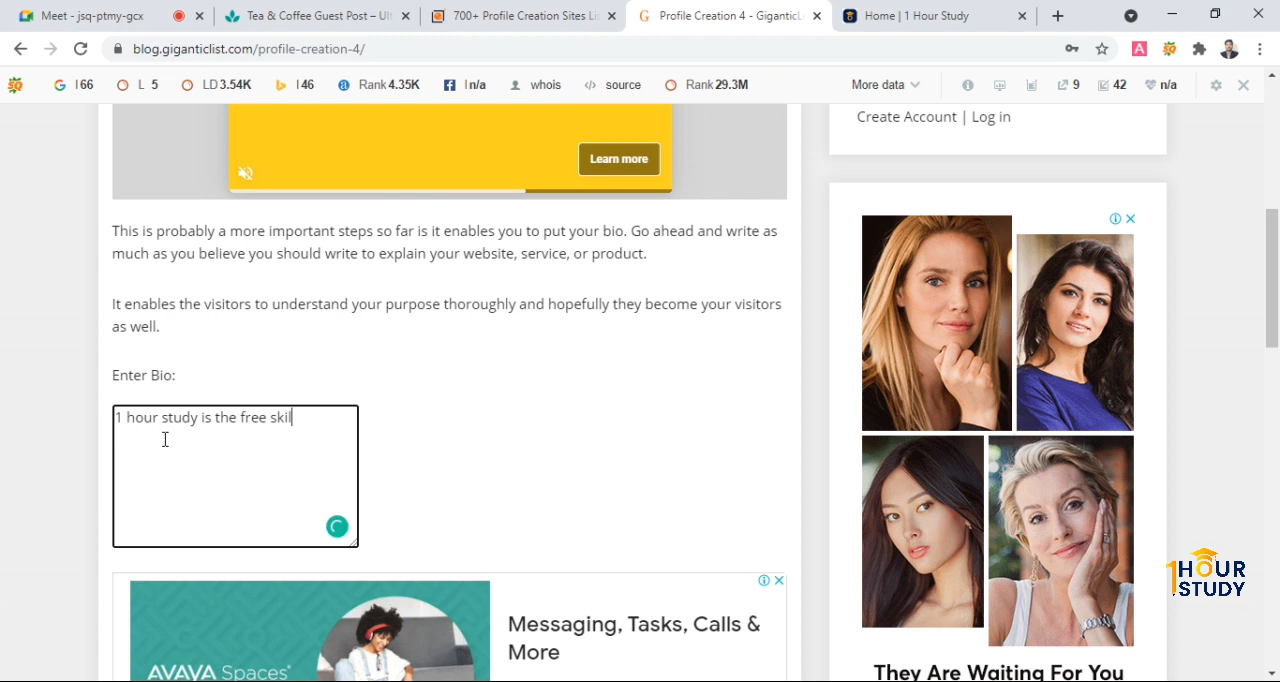 Meet - jsq-ptmy-gcx
Tea & Coffee Guest Post – Ult
700+ Profile Creation Sites Li
Profile Creation 4 - GiganticL
Home | 1 Hour Study
blog.giganticlist.com/profile-creation-4/
I 66
L 5
LD 3.54K
I 46
Rank 4.35K
I n/a
whois
source
Rank 29.3M
More data
9
42
n/a
Create Account | Log in
Learn more
This is probably a more important steps so far is it enables you to put your bio. Go ahead and write as
much as you believe you should write to explain your website, service, or product.
It enables the visitors to understand your purpose thoroughly and hopefully they become your visitors
as well.
Enter Bio:
1 hour study is the free skil
AVAYA Spaces®
Messaging, Tasks, Calls &
More
They Are Waiting For You
1HOUR
STUDY